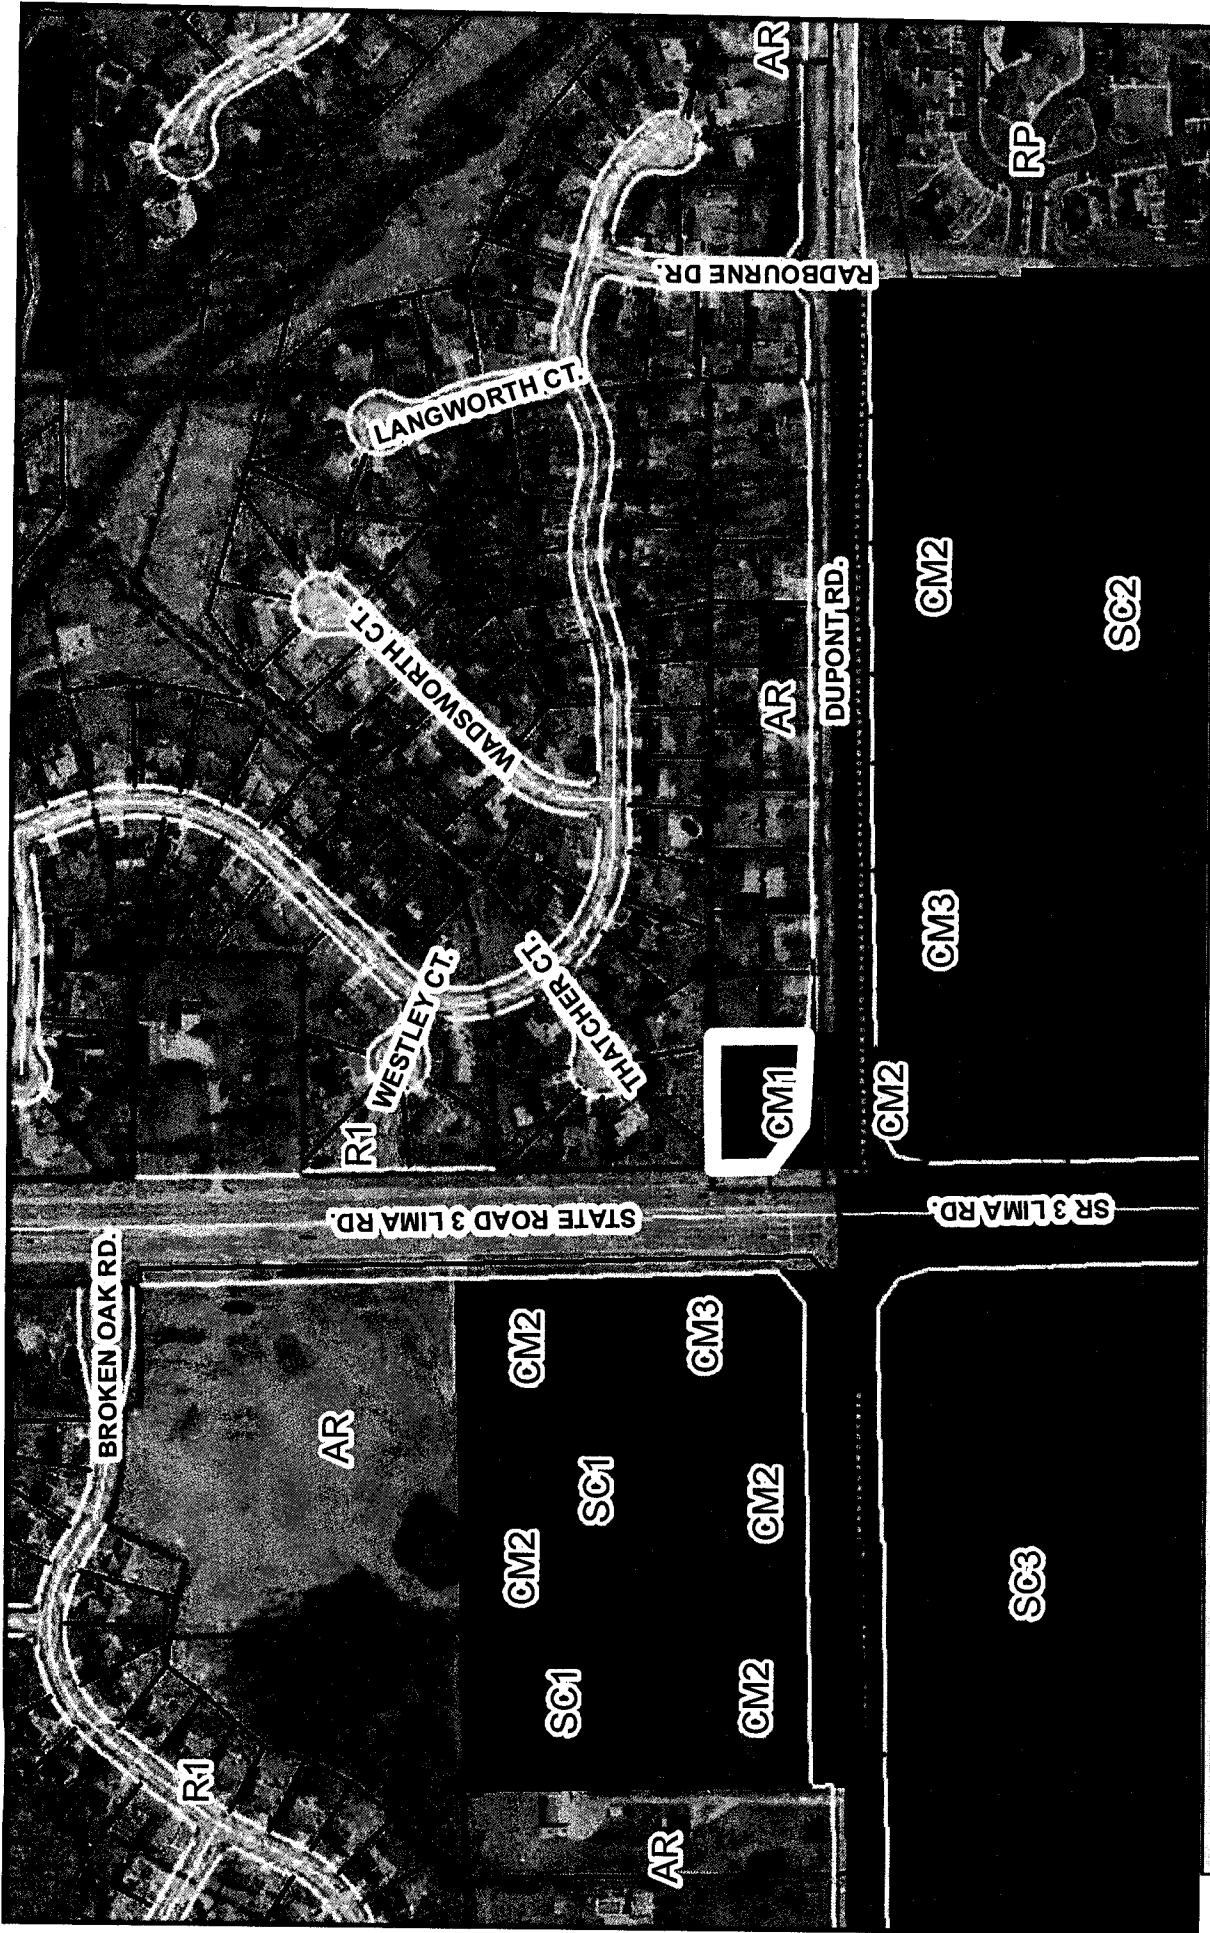 BROKEN OAK RD.
R1
AR
STATE ROAD 3 LIMA RD.
R1
WESTLEY CT.
THATCHER CT.
WADSWORTH CT.
LANGWORTH CT.
RADBOURNE DR.
AR
CM2
SC1
CM2
SC1
CM3
CM2
CM2
AR
CM1
AR
DUPONT RD.
CM2
CM3
CM2
RP
SR 3 LIMA RD.
SC3
SC2